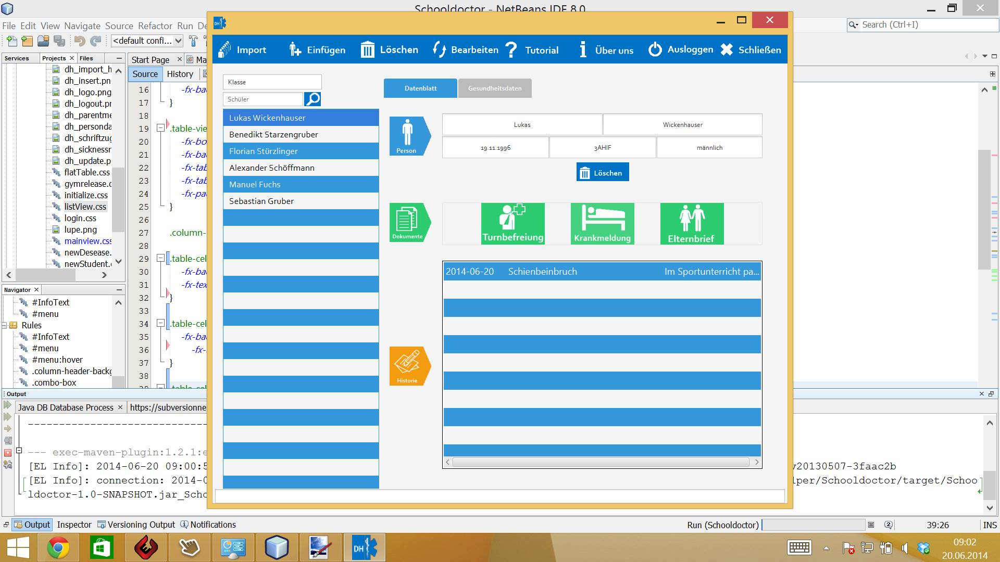 Schooldoctor - NetBeans IDE 8.0
File Edit View Navigate Source Refactor Run De
Search (Ctrl+I)
<default confi...
Services Projects Files
dh_import_h
dh_insert.pn
dh_logo.png
dh_logout.pr
dh_parentme
dh_personda
dh_schriftzug
dh_sicknessr
dh_update.p
flatTable.css
gymrelease.c
initialize.css
listView.css
login.css
lupe.png
mainview.css
newDesease.
newStudent.
Navigator
#InfoText
#menu
Rules
#InfoText
#menu
#menu:hover
.column-header-backg
.combo-box
Start Page
Ma
Source History
16 -fx-ba
17 }
18
19 .table-vie
20 -fx-bo
21 -fx-ba
22 -fx-tab
23 -fx-tab
24 -fx-pa
25 }
26
27 .column-
28
29 .table-cel
30 -fx-ba
31 -fx-tex
32 }
33
34 .table-cel
35 -fx-ba
36 -fx-
37 }
38
DH
Import Einfügen Löschen Bearbeiten Tutorial Über uns Ausloggen Schließen
Klasse
Schüler
Lukas Wickenhauser
Benedikt Starzengruber
Florian Stürzlinger
Alexander Schöffmann
Manuel Fuchs
Sebastian Gruber
Datenblatt Gesundheitsdaten
Person
Lukas Wickenhauser
19.11.1996 3AHIF männlich
Löschen
Dokumente
Turnbefreiung Krankmeldung Elternbrief
Historie
2014-06-20 Schienbeinbruch Im Sportunterricht pa...
Output
Java DB Database Process https://subversionne
--- exec-maven-plugin:1.2.1:e
[EL Info]: 2014-06-20 09:00:5 v20130507-3faac2b
[EL Info]: connection: 2014-0 lper/Schooldoctor/target/Schoo
ldoctor-1.0-SNAPSHOT.jar_Scho
Output Inspector Versioning Output Notifications
Run (Schooldoctor)
2
39:26
INS
DH
09:02
20.06.2014